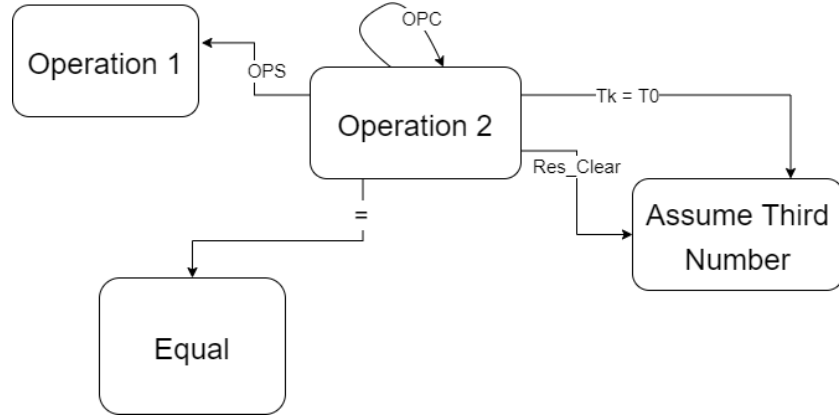 OPC
Operation 1
OPS
Tk = T0
Operation 2
Res_Clear
=
Assume Third
Number
Equal